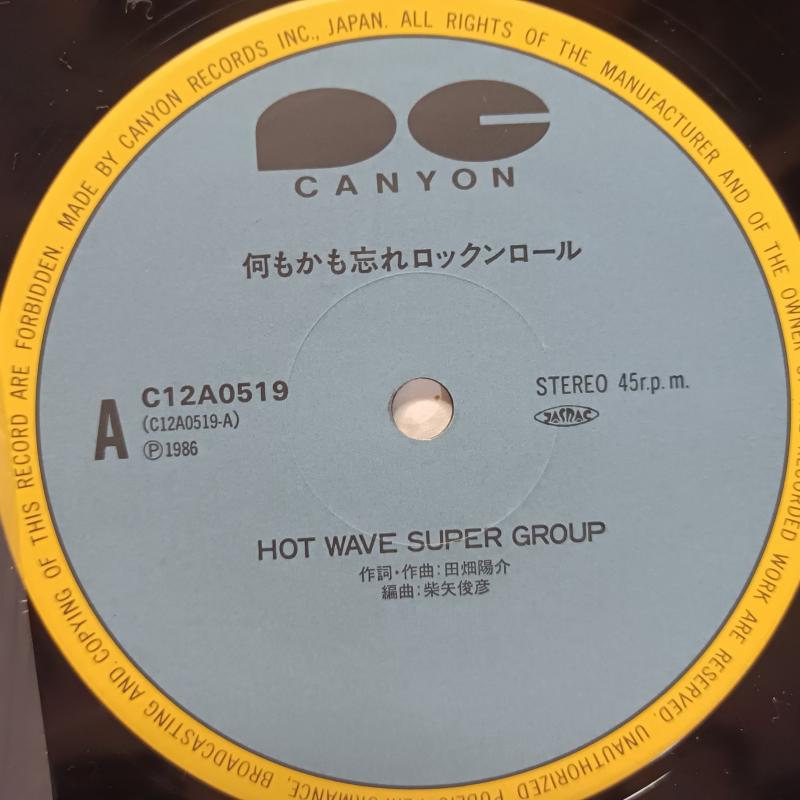 CANYON
何もかも忘れロックンロール
A
C12A0519
(C12A0519-A)
Ⓟ1986
STEREO 45r.p.m.
JASRAC
HOT WAVE SUPER GROUP
作詞・作曲:田畑陽介
編曲:柴矢俊彦
MADE BY CANYON RECORDS INC., JAPAN. ALL RIGHTS OF THE MANUFACTURER AND OF THE OWNER RECORDED WORK ARE RESERVED. UNAUTHORIZED PUBLIC PERFORMANCE, BROADCASTING AND COPYING OF THIS RECORD ARE FORBIDDEN.